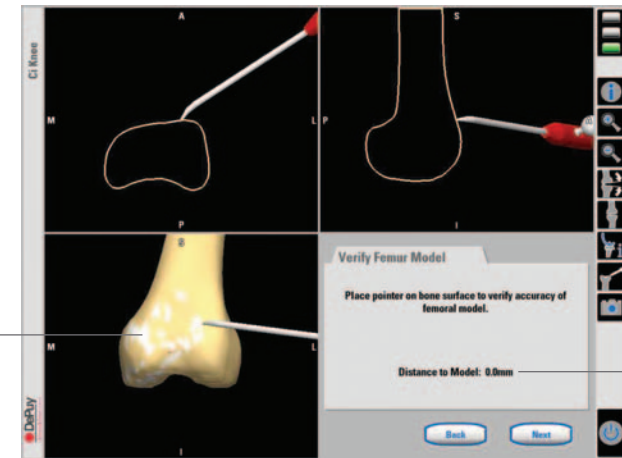 Ci Knee
A
M
L
P
S
P
I
S
M
L
I
Verify Femur Model
Place pointer on bone surface to verify accuracy of
femoral model.
Distance to Model: 0.0mm
Back
Next
DePuy